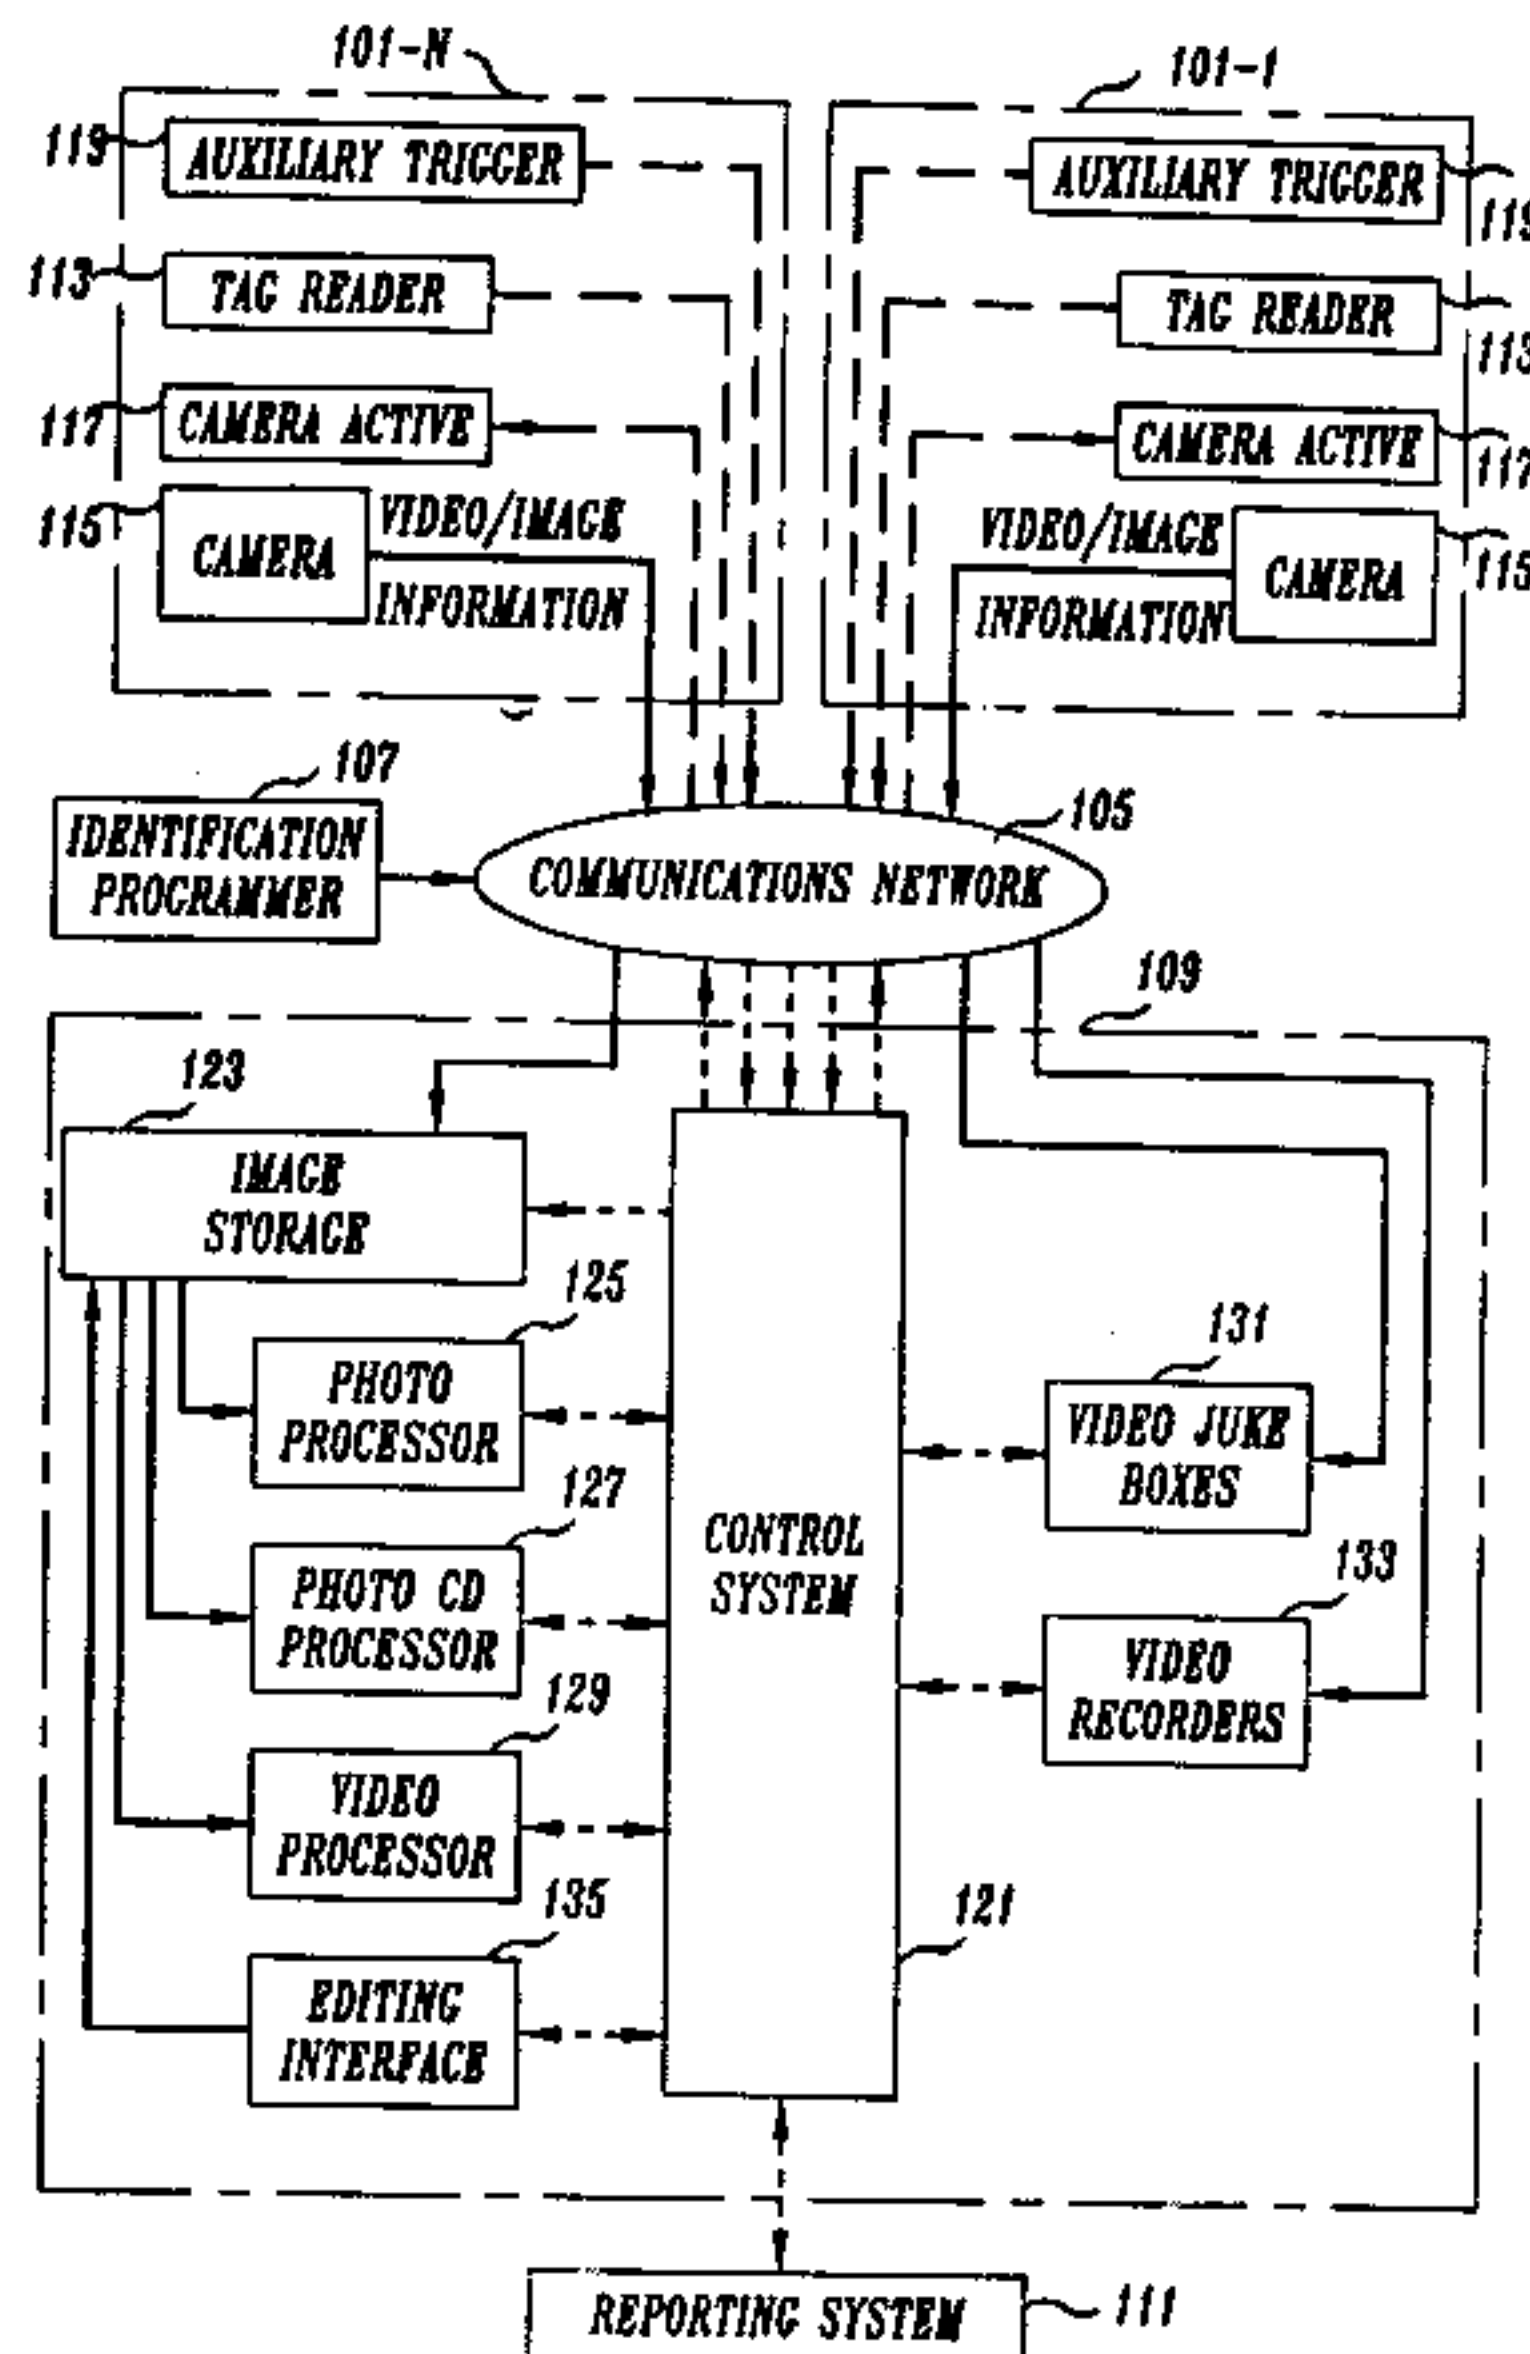 101-N
101-1
119
AUXILIARY TRIGGER
AUXILIARY TRIGGER
113
TAG READER
TAG READER
113
117
CAMERA ACTIVE
CAMERA ACTIVE
115
CAMERA
VIDEO/IMAGE
INFORMATION
VIDEO/IMAGE
INFORMATION
CAMERA
107
IDENTIFICATION
PROGRAMMER
105
COMMUNICATIONS NETWORK
109
123
IMAGE
STORAGE
125
PHOTO
PROCESSOR
131
VIDEO JUKE
BOXES
127
PHOTO CD
PROCESSOR
CONTROL
SYSTEM
133
VIDEO
RECORDERS
129
VIDEO
PROCESSOR
135
EDITING
INTERFACE
121
REPORTING SYSTEM
111